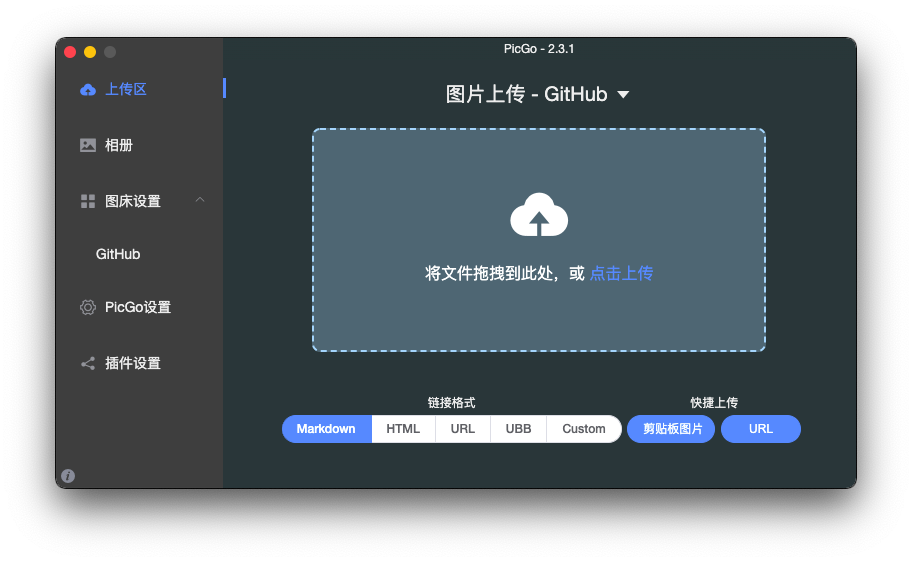 PicGo - 2.3.1
上传区
相册
图床设置
GitHub
PicGo设置
插件设置
图片上传 - GitHub
将文件拖拽到此处，或 点击上传
链接格式
Markdown HTML URL UBB Custom
快捷上传
剪贴板图片 URL